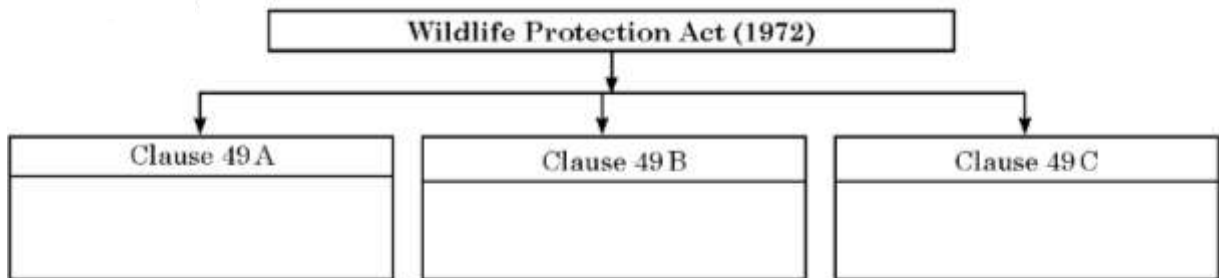 Wildlife Protection Act (1972)
Clause 49 A
Clause 49 B
Clause 49 C